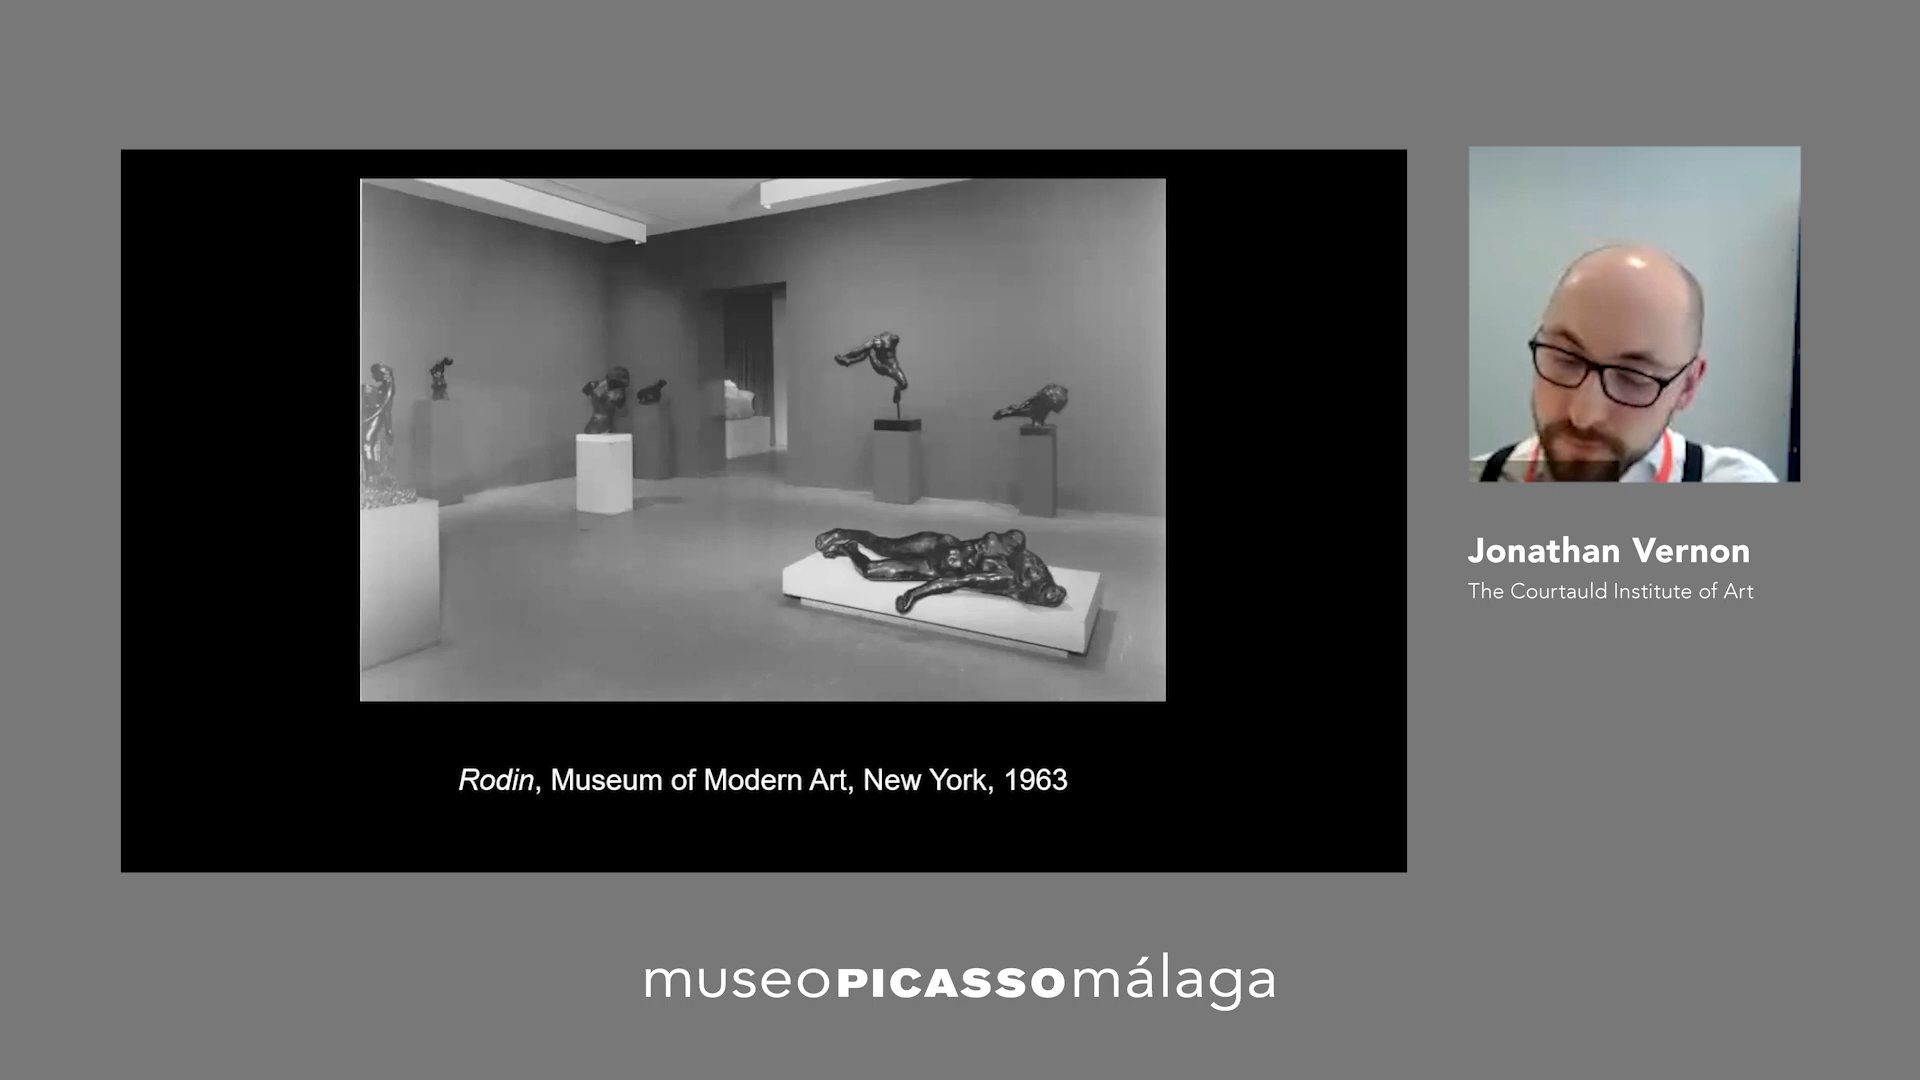 Jonathan Vernon
The Courtauld Institute of Art
Rodin, Museum of Modern Art, New York, 1963
museoPICASSOmálaga